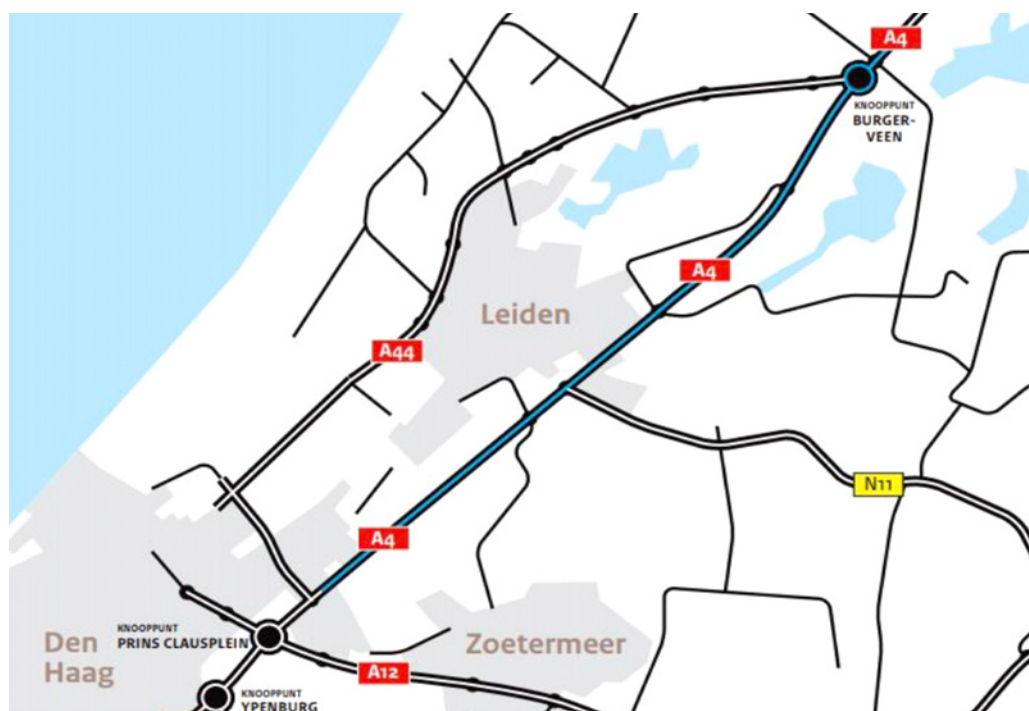 A4
KNOOPPUNT
BURGER-
VEEN
A4
Leiden
A44
N11
A4
KNOOPPUNT
PRINS CLAUSPLEIN
Den
Haag
Zoetermeer
A12
KNOOPPUNT
YPENBURG